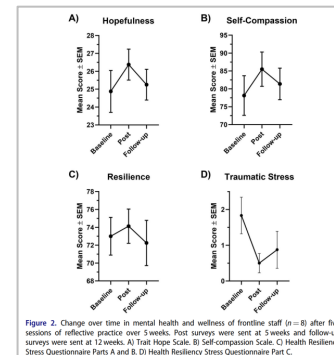 A) Hopefulness
Mean Score ± SEM
28
27
26
25
24
23
Baseline
Post
Follow-up
B) Self-Compassion
Mean Score ± SEM
95
90
85
80
75
70
Baseline
Post
Follow-up
C) Resilience
Mean Score ± SEM
78
76
74
72
70
68
Baseline
Post
Follow-up
D) Traumatic Stress
Mean Score ± SEM
2
1
0
Baseline
Post
Follow-up
Figure 2. Change over time in mental health and wellness of frontline staff (n = 8) after five
sessions of reflective practice over 5 weeks. Post surveys were sent at 5 weeks and follow-up
surveys were sent at 12 weeks. A) Trait Hope Scale. B) Self-compassion Scale. C) Health Resiliency
Stress Questionnaire Parts A and B. D) Health Resiliency Stress Questionnaire Part C.